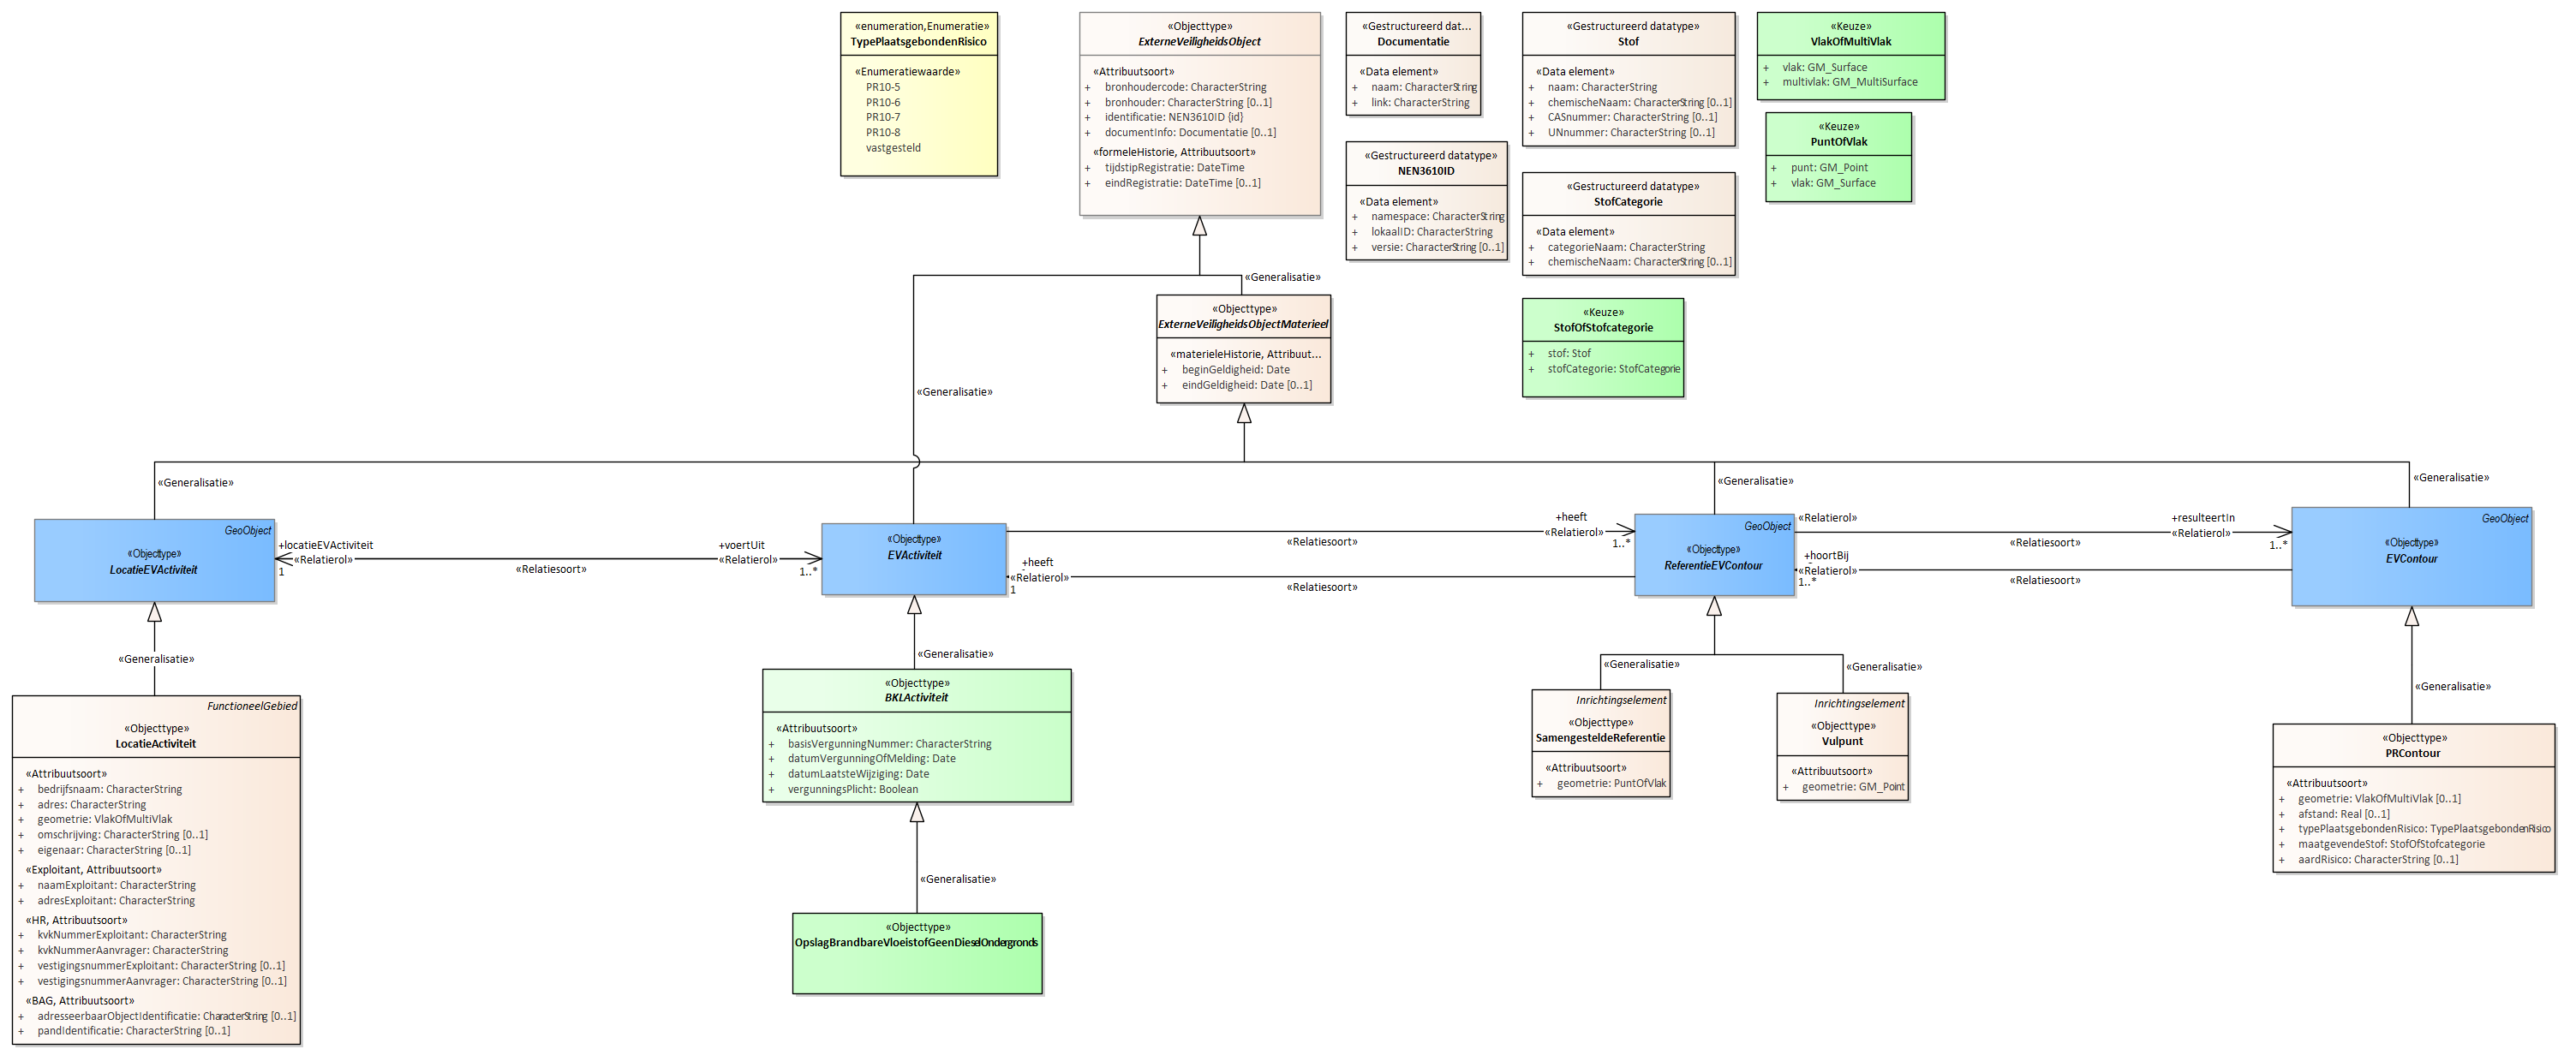 «enumeration,Enumeratie»
TypePlaatsgebondenRisico
«Enumeratiewaarde»
PR10-5
PR10-6
PR10-7
PR10-8
vastgesteld
«Objecttype»
ExterneVeiligheidsObject
«Attribuutsoort»
+ bronhoudercode: CharacterString
+ bronhouder: CharacterString [0..1]
+ identificatie: NEN3610ID {id}
+ documentInfo: Documentatie [0..1]
«formeleHistorie, Attribuutsoort»
+ tijdstipRegistratie: DateTime
+ eindRegistratie: DateTime [0..1]
«Gestructureerd dat...
Documentatie
«Data element»
+ naam: CharacterString
+ link: CharacterString
«Gestructureerd datatype»
NEN3610ID
«Data element»
+ namespace: CharacterString
+ lokaalID: CharacterString
+ versie: CharacterString [0..1]
«Gestructureerd datatype»
Stof
«Data element»
+ naam: CharacterString
+ chemischeNaam: CharacterString [0..1]
+ CASnummer: CharacterString [0..1]
+ UNnummer: CharacterString [0..1]
«Gestructureerd datatype»
StofCategorie
«Data element»
+ categorieNaam: CharacterString
+ chemischeNaam: CharacterString [0..1]
«Keuze»
StofOfStofcategorie
+ stof: Stof
+ stofCategorie: StofCategorie
«Keuze»
VlakOfMultiVlak
+ vlak: GM_Surface
+ multivlak: GM_MultiSurface
«Keuze»
PuntOfVlak
+ punt: GM_Point
+ vlak: GM_Surface
«Generalisatie»
«Objecttype»
ExterneVeiligheidsObjectMaterieel
«materieleHistorie, Attribuut...
+ beginGeldigheid: Date
+ eindGeldigheid: Date [0..1]
«Generalisatie»
«Generalisatie»
«Generalisatie»
«Generalisatie»
GeoObject
«Objecttype»
LocatieEVActiviteit
+locatieEVActiviteit
«Relatierol»
1
«Relatiesoort»
+voertUit
«Relatierol»
1..*
«Objecttype»
EVActiviteit
+heeft
«Relatierol»
1
«Relatiesoort»
«Relatiesoort»
+heeft
«Relatierol»
1..*
GeoObject
«Objecttype»
ReferentieEVContour
«Relatierol»
+hoortBij
«Relatierol»
1..*
«Relatiesoort»
«Relatiesoort»
+resulteertIn
«Relatierol»
1..*
GeoObject
«Objecttype»
EVContour
«Generalisatie»
FunctioneelGebied
«Objecttype»
LocatieActiviteit
«Attribuutsoort»
+ bedrijfsnaam: CharacterString
+ adres: CharacterString
+ geometrie: VlakOfMultiVlak
+ omschrijving: CharacterString [0..1]
+ eigenaar: CharacterString [0..1]
«Exploitant, Attribuutsoort»
+ naamExploitant: CharacterString
+ adresExploitant: CharacterString
«HR, Attribuutsoort»
+ kvkNummerExploitant: CharacterString
+ kvkNummerAanvrager: CharacterString
+ vestigingsnummerExploitant: CharacterString [0..1]
+ vestigingsnummerAanvrager: CharacterString [0..1]
«BAG, Attribuutsoort»
+ adresseerbaarObjectIdentificatie: CharacterString [0..1]
+ pandIdentificatie: CharacterString [0..1]
«Generalisatie»
«Objecttype»
BKLActiviteit
«Attribuutsoort»
+ basisVergunningNummer: CharacterString
+ datumVergunningOfMelding: Date
+ datumLaatsteWijziging: Date
+ vergunningsPlicht: Boolean
«Generalisatie»
«Objecttype»
OpslagBrandbareVloeistofGeenDieselOndergronds
«Generalisatie»
«Generalisatie»
Inrichtingselement
«Objecttype»
SamengesteldeReferentie
«Attribuutsoort»
+ geometrie: PuntOfVlak
Inrichtingselement
«Objecttype»
Vulpunt
«Attribuutsoort»
+ geometrie: GM_Point
«Generalisatie»
«Objecttype»
PRContour
«Attribuutsoort»
+ geometrie: VlakOfMultiVlak [0..1]
+ afstand: Real [0..1]
+ typePlaatsgebondenRisico: TypePlaatsgebondenRisico
+ maatgevendeStof: StofOfStofcategorie
+ aardRisico: CharacterString [0..1]